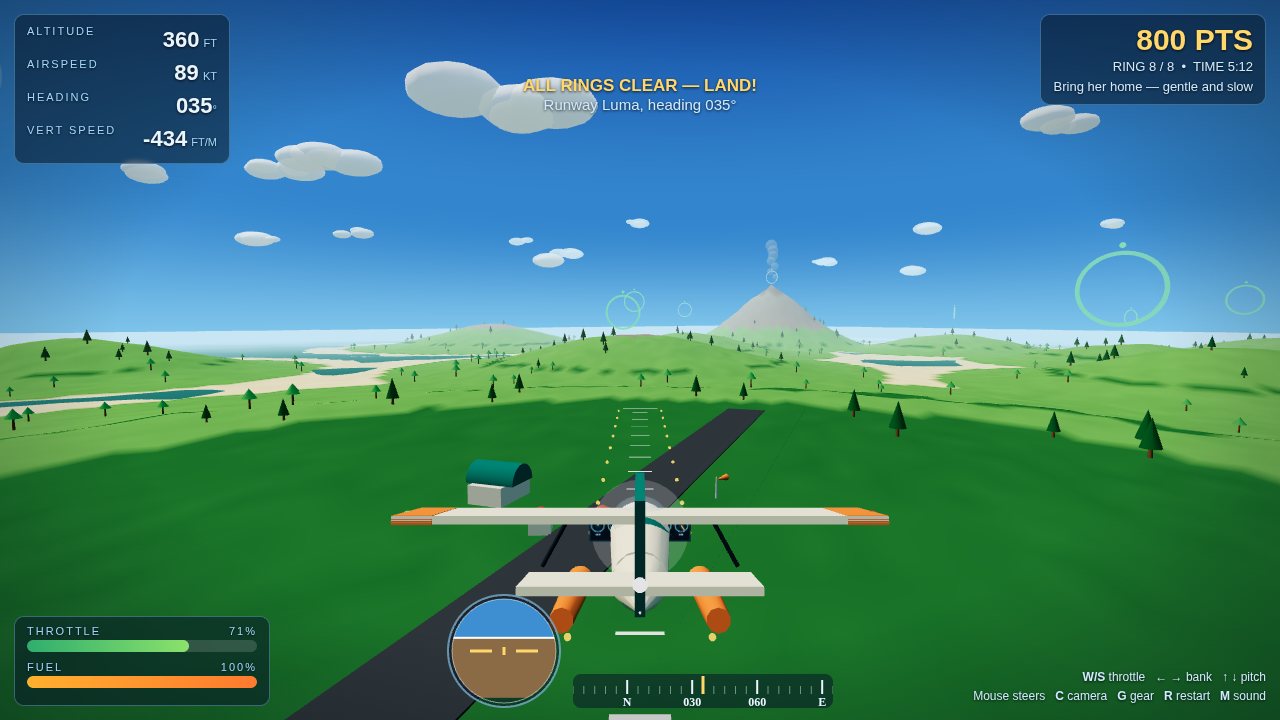 ALTITUDE 360 FT
AIRSPEED 89 KT
HEADING 035°
VERT SPEED -434 FT/M
ALL RINGS CLEAR — LAND!
Runway Luma, heading 035°
800 PTS
RING 8 / 8 • TIME 5:12
Bring her home — gentle and slow
THROTTLE 71%
FUEL 100%
N 030 060 E
W/S throttle ← → bank ↑ ↓ pitch
Mouse steers C camera G gear R restart M sound